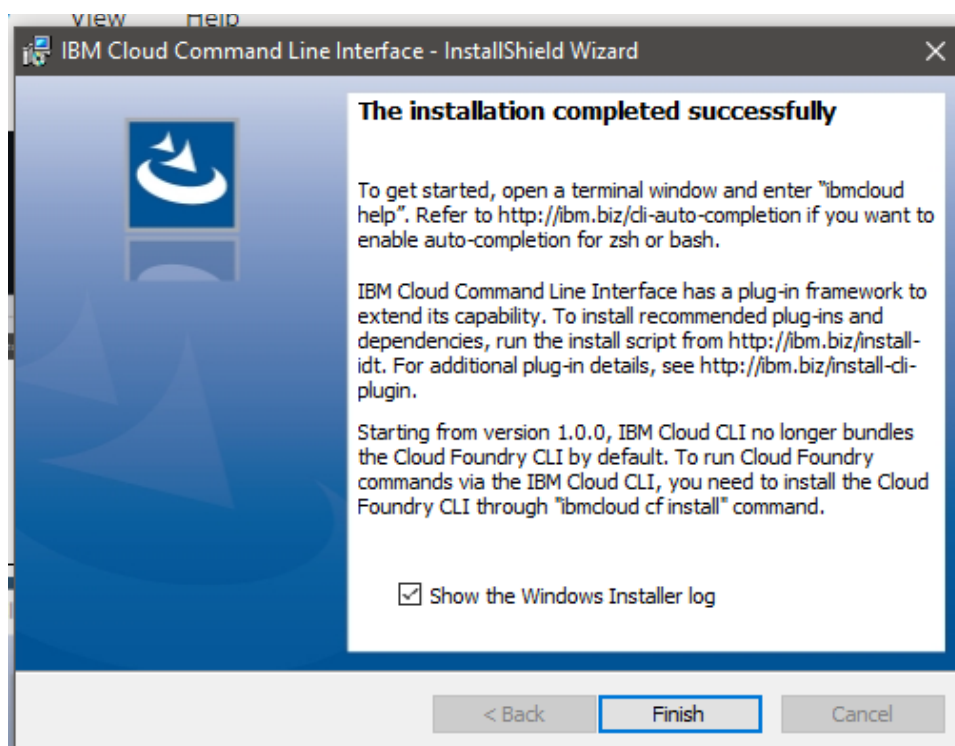 View Help
IBM Cloud Command Line Interface - InstallShield Wizard
The installation completed successfully
To get started, open a terminal window and enter "ibmcloud
help". Refer to http://ibm.biz/cli-auto-completion if you want to
enable auto-completion for zsh or bash.
IBM Cloud Command Line Interface has a plug-in framework to
extend its capability. To install recommended plug-ins and
dependencies, run the install script from http://ibm.biz/install-
idt. For additional plug-in details, see http://ibm.biz/install-cli-
plugin.
Starting from version 1.0.0, IBM Cloud CLI no longer bundles
the Cloud Foundry CLI by default. To run Cloud Foundry
commands via the IBM Cloud CLI, you need to install the Cloud
Foundry CLI through "ibmcloud cf install" command.
Show the Windows Installer log
< Back Finish Cancel